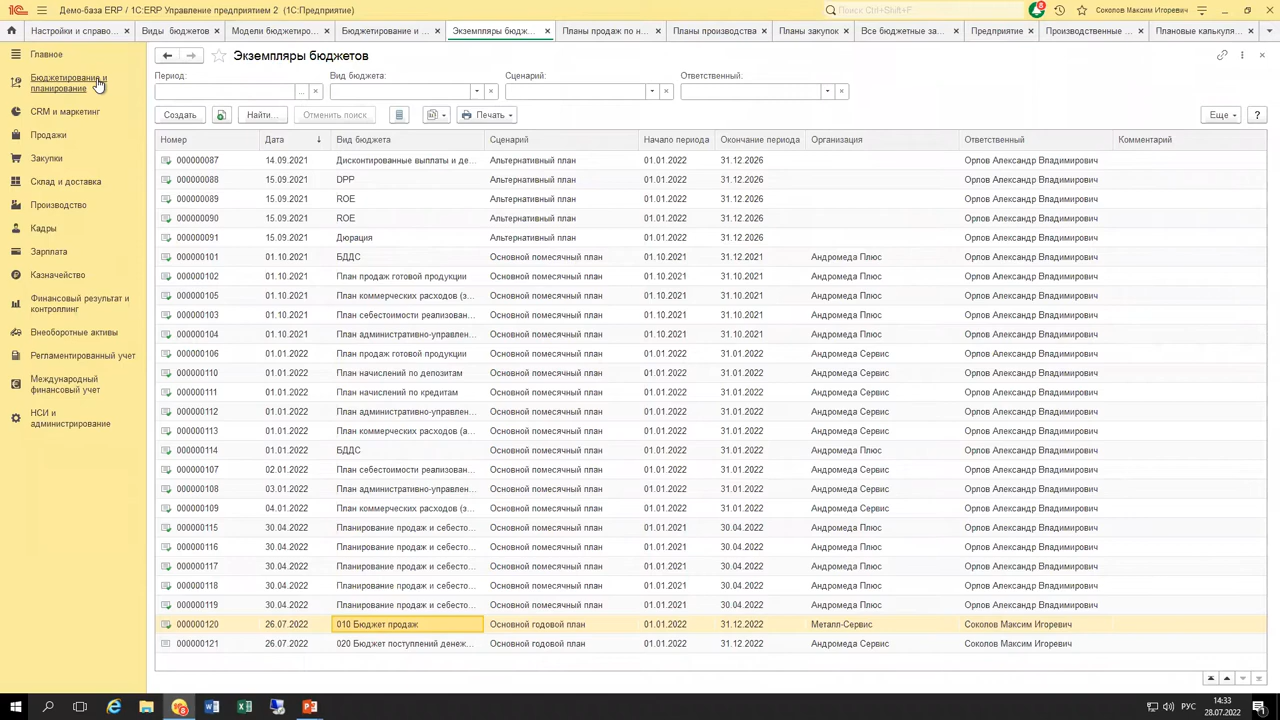 Демо-база ERP / 1С:ERP Управление предприятием 2 (1С:Предприятие)
Поиск Ctrl+Shift+F
8
Соколов Максим Игоревич
Настройки и справо...
Виды бюджетов
Модели бюджетиро...
Бюджетирование и ...
Экземпляры бюдж...
Планы продаж по н...
Планы производства
Планы закупок
Все бюджетные за...
Предприятие
Производственные ...
Плановые калькуля...
Главное
Бюджетирование и
планирование
CRM и маркетинг
Продажи
Закупки
Склад и доставка
Производство
Кадры
Зарплата
Казначейство
Финансовый результат и
контроллинг
Внеоборотные активы
Регламентированный учет
Международный
финансовый учет
НСИ и
администрирование
Экземпляры бюджетов
Период:
Вид бюджета:
Сценарий:
Ответственный:
Создать
Найти...
Отменить поиск
Печать
Еще
?
Номер Дата Вид бюджета Сценарий Начало периода Окончание периода Организация Ответственный Комментарий
000000087 14.09.2021 Дисконтированные выплаты и де... Альтернативный план 01.01.2022 31.12.2026 Орлов Александр Владимирович
000000088 15.09.2021 DPP Альтернативный план 01.01.2022 31.12.2026 Орлов Александр Владимирович
000000089 15.09.2021 ROE Альтернативный план 01.01.2022 31.12.2026 Орлов Александр Владимирович
000000090 15.09.2021 ROE Альтернативный план 01.01.2022 31.12.2026 Орлов Александр Владимирович
000000091 15.09.2021 Дюрация Альтернативный план 01.01.2022 31.12.2026 Орлов Александр Владимирович
000000101 01.10.2021 БДДС Основной помесячный план 01.01.2021 31.12.2021 Андромеда Плюс Орлов Александр Владимирович
000000102 01.10.2021 План продаж готовой продукции Основной помесячный план 01.10.2021 31.10.2021 Андромеда Плюс Орлов Александр Владимирович
000000105 01.10.2021 План коммерческих расходов (з... Основной помесячный план 01.10.2021 31.10.2021 Андромеда Плюс Орлов Александр Владимирович
000000103 01.10.2021 План себестоимости реализован... Основной помесячный план 01.10.2021 31.10.2021 Андромеда Плюс Орлов Александр Владимирович
000000104 01.10.2021 План административно-управлен... Основной помесячный план 01.10.2021 31.10.2021 Андромеда Плюс Орлов Александр Владимирович
000000106 01.01.2022 План продаж готовой продукции Основной помесячный план 01.01.2022 31.01.2022 Андромеда Сервис Орлов Александр Владимирович
000000110 01.01.2022 План начислений по депозитам Основной помесячный план 01.01.2022 31.01.2022 Андромеда Сервис Орлов Александр Владимирович
000000111 01.01.2022 План начислений по кредитам Основной помесячный план 01.01.2022 31.01.2022 Андромеда Сервис Орлов Александр Владимирович
000000112 01.01.2022 План административно-управлен... Основной помесячный план 01.01.2022 31.01.2022 Андромеда Сервис Орлов Александр Владимирович
000000113 01.01.2022 План коммерческих расходов (а... Основной помесячный план 01.01.2022 31.01.2022 Андромеда Сервис Орлов Александр Владимирович
000000114 01.01.2022 БДДС Основной помесячный план 01.01.2022 31.01.2022 Андромеда Сервис Орлов Александр Владимирович
000000107 02.01.2022 План себестоимости реализован... Основной помесячный план 01.01.2022 31.01.2022 Андромеда Сервис Орлов Александр Владимирович
000000108 03.01.2022 План административно-управлен... Основной помесячный план 01.01.2022 31.01.2022 Андромеда Сервис Орлов Александр Владимирович
000000109 04.01.2022 План коммерческих расходов (з... Основной помесячный план 01.01.2022 31.01.2022 Андромеда Сервис Орлов Александр Владимирович
000000115 30.04.2022 Планирование продаж и себесто... Основной помесячный план 01.01.2021 30.04.2022 Андромеда Плюс Орлов Александр Владимирович
000000116 30.04.2022 Планирование продаж и себесто... Основной помесячный план 01.01.2021 30.04.2022 Андромеда Плюс Орлов Александр Владимирович
000000117 30.04.2022 Планирование продаж и себесто... Основной помесячный план 01.01.2021 30.04.2022 Андромеда Плюс Орлов Александр Владимирович
000000118 30.04.2022 Планирование продаж и себесто... Основной помесячный план 01.01.2021 30.04.2022 Андромеда Плюс Орлов Александр Владимирович
000000119 30.04.2022 Планирование продаж и себесто... Основной помесячный план 01.01.2021 30.04.2022 Андромеда Плюс Орлов Александр Владимирович
000000120 26.07.2022 010 Бюджет продаж Основной годовой план 01.01.2022 31.12.2022 Металл-Сервис Соколов Максим Игоревич
000000121 26.07.2022 020 Бюджет поступлений денеж... Основной годовой план 01.01.2022 31.12.2022 Андромеда Сервис Соколов Максим Игоревич
РУС
14:33
28.07.2022